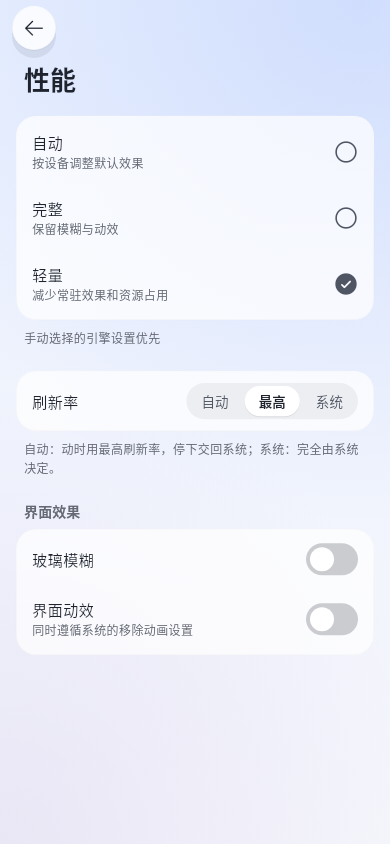 性能
自动
按设备调整默认效果
完整
保留模糊与动效
轻量
减少常驻效果和资源占用
手动选择的引擎设置优先
刷新率
自动 最高 系统
自动：动时用最高刷新率，停下交回系统；系统：完全由系统
决定。
界面效果
玻璃模糊
界面动效
同时遵循系统的移除动画设置